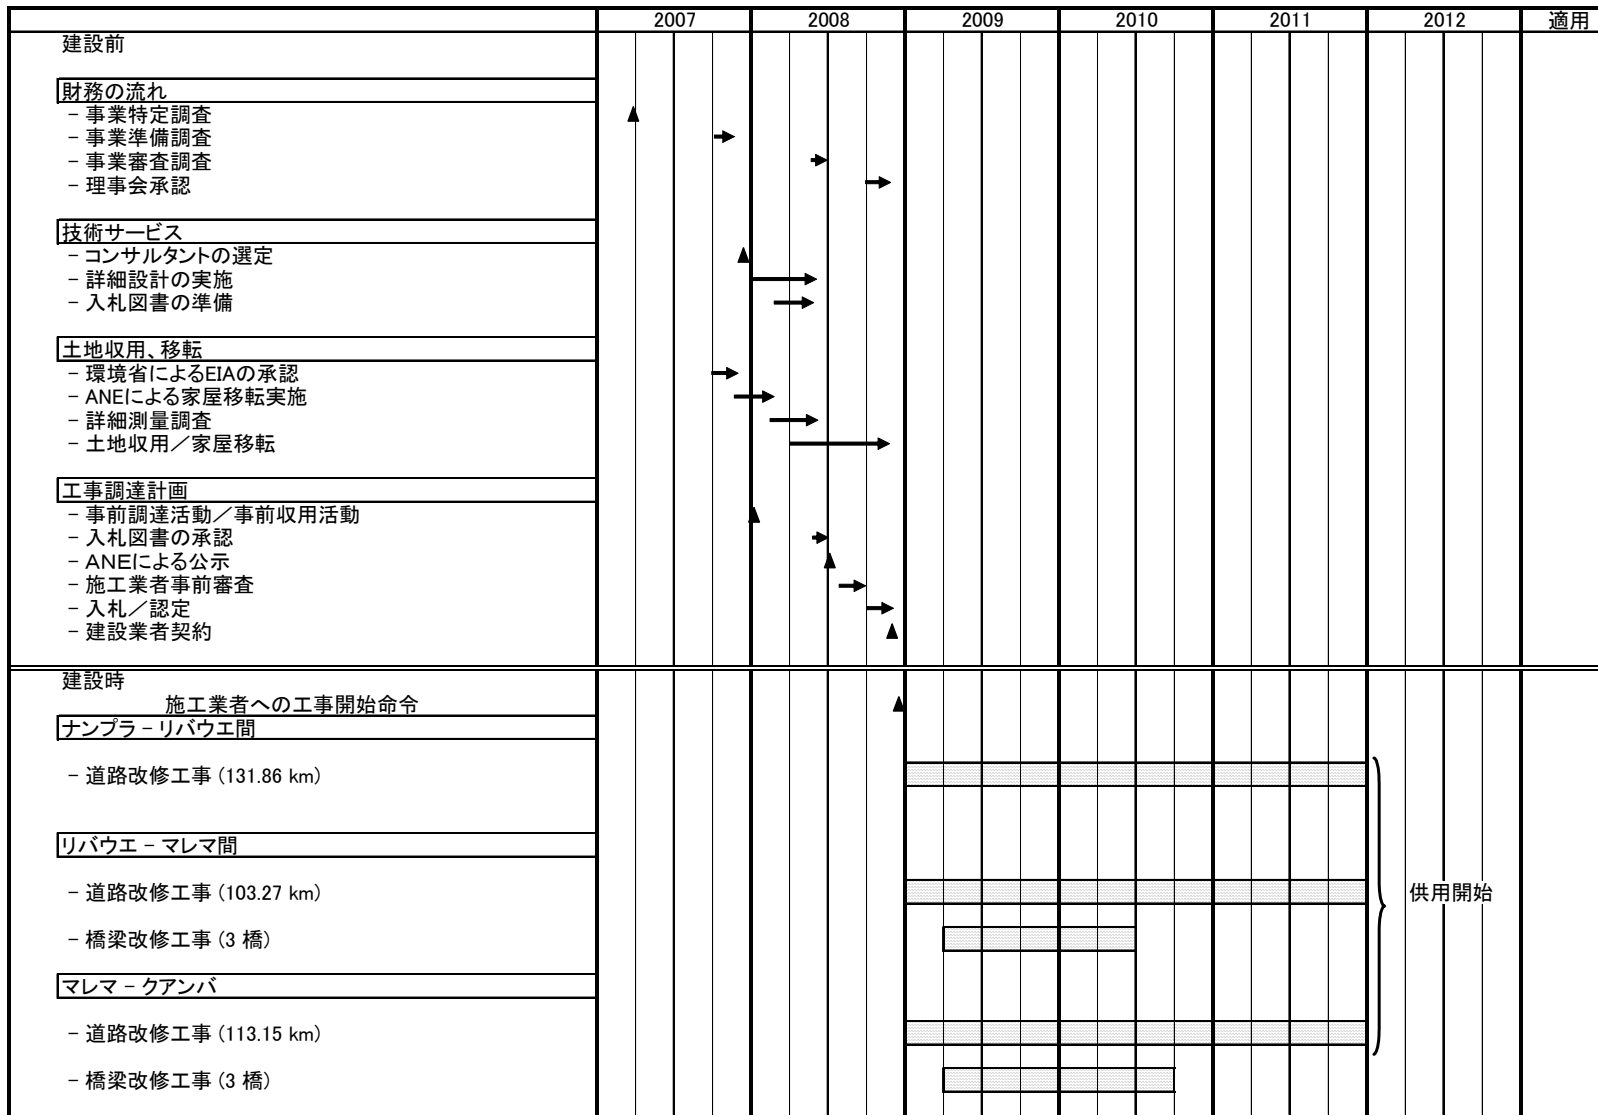 2007 2008 2009 2010 2011 2012 適用
建設前
財務の流れ
- 事業特定調査
- 事業準備調査
- 事業審査調査
- 理事会承認
技術サービス
- コンサルタントの選定
- 詳細設計の実施
- 入札図書の準備
土地収用、移転
- 環境省によるEIAの承認
- ANEによる家屋移転実施
- 詳細測量調査
- 土地収用／家屋移転
工事調達計画
- 事前調達活動／事前収用活動
- 入札図書の承認
- ANEによる公示
- 施工業者事前審査
- 入札／認定
- 建設業者契約
建設時
施工業者への工事開始命令
ナンプラ - リバウエ間
- 道路改修工事 (131.86 km)
リバウエ - マレマ間
- 道路改修工事 (103.27 km)
供用開始
- 橋梁改修工事 (3 橋)
マレマ - クアンバ
- 道路改修工事 (113.15 km)
- 橋梁改修工事 (3 橋)